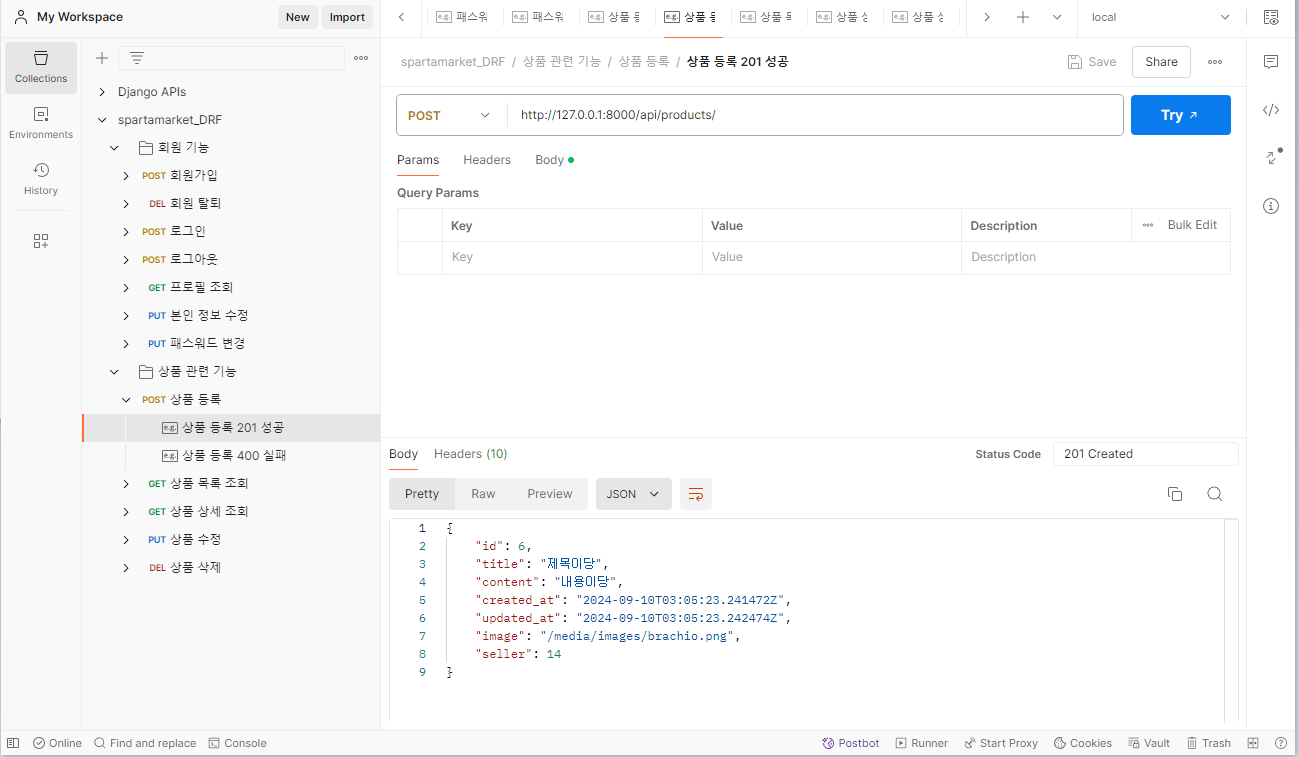 My Workspace
New
Import
패스워
패스워
상품 등
상품 등
상품 목
상품 상
상품 상
local
Collections
Environments
History
Django APIs
spartamarket_DRF
회원 기능
POST 회원가입
DEL 회원 탈퇴
POST 로그인
POST 로그아웃
GET 프로필 조회
PUT 본인 정보 수정
PUT 패스워드 변경
상품 관련 기능
POST 상품 등록
e.g. 상품 등록 201 성공
e.g. 상품 등록 400 실패
GET 상품 목록 조회
GET 상품 상세 조회
PUT 상품 수정
DEL 상품 삭제
spartamarket_DRF / 상품 관련 기능 / 상품 등록 / 상품 등록 201 성공
Save
Share
POST
http://127.0.0.1:8000/api/products/
Try
Params
Headers
Body
Query Params
Key
Value
Description
Bulk Edit
Key
Value
Description
Body
Headers (10)
Status Code
201 Created
Pretty
Raw
Preview
JSON
1 {
2 "id": 6,
3 "title": "제목이당",
4 "content": "내용이당",
5 "created_at": "2024-09-10T03:05:23.241472Z",
6 "updated_at": "2024-09-10T03:05:23.242474Z",
7 "image": "/media/images/brachio.png",
8 "seller": 14
9 }
Online
Find and replace
Console
Postbot
Runner
Start Proxy
Cookies
Vault
Trash